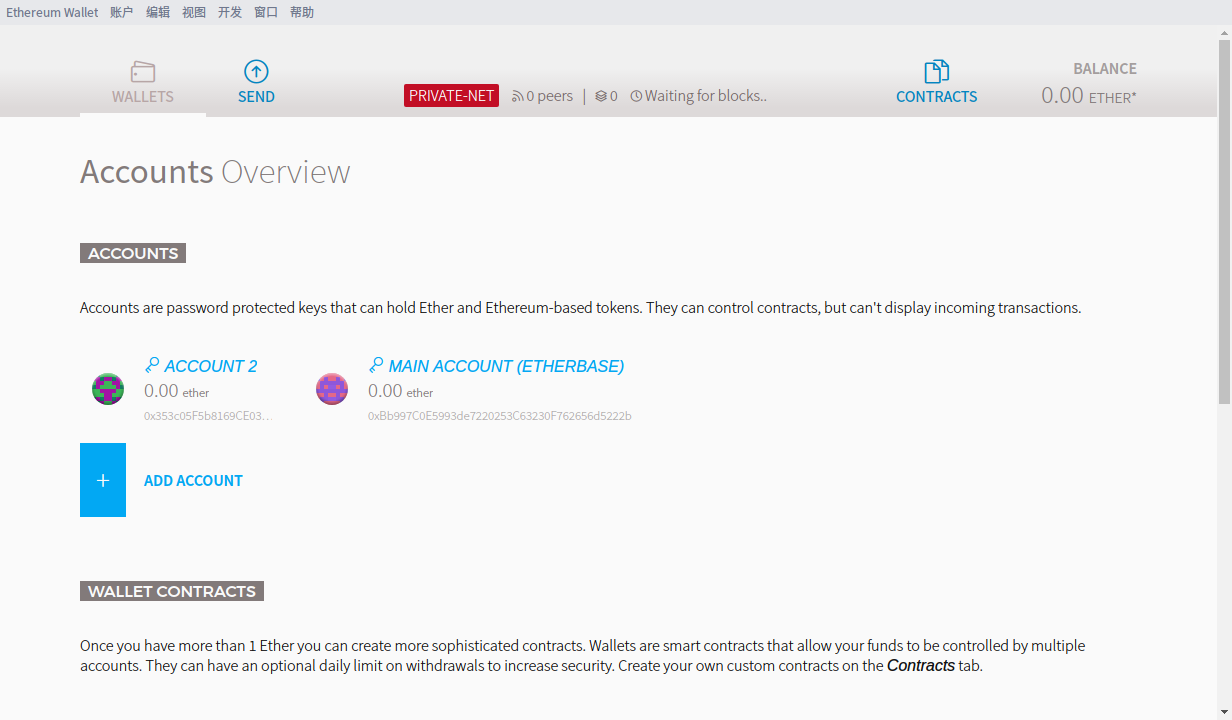 Ethereum Wallet 账户 编辑 视图 开发 窗口 帮助
WALLETS SEND PRIVATE-NET 0 peers | 0 Waiting for blocks.. CONTRACTS BALANCE
0.00 ETHER*
Accounts Overview
ACCOUNTS
Accounts are password protected keys that can hold Ether and Ethereum-based tokens. They can control contracts, but can't display incoming transactions.
ACCOUNT 2
0.00 ether
0x353c05F5b8169CE03...
MAIN ACCOUNT (ETHERBASE)
0.00 ether
0xBb997C0E5993de7220253C63230F762656d5222b
+ ADD ACCOUNT
WALLET CONTRACTS
Once you have more than 1 Ether you can create more sophisticated contracts. Wallets are smart contracts that allow your funds to be controlled by multiple
accounts. They can have an optional daily limit on withdrawals to increase security. Create your own custom contracts on the Contracts tab.